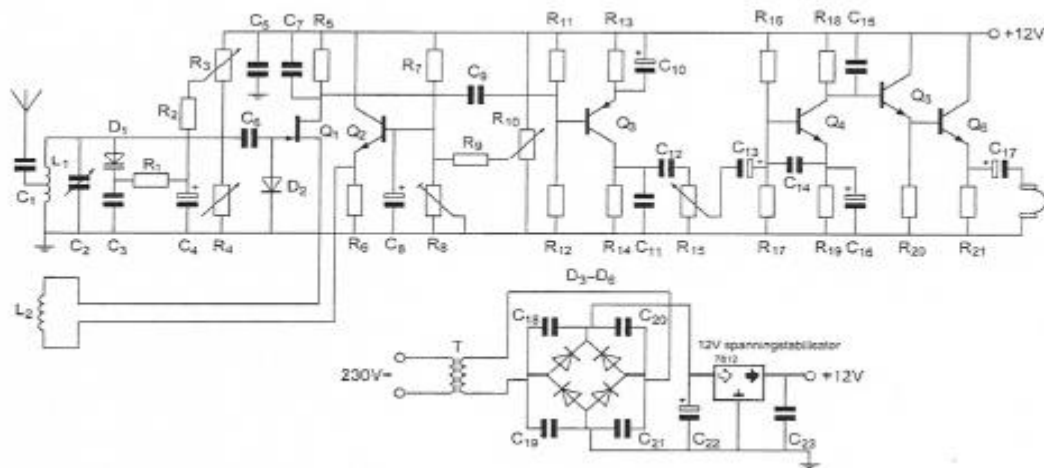 R11 R13 R16 R18 C15
C5 C7 R5 +12V
R3 R7 C9 C10
R2 C6 R10 Q5
D1 Q1 Q2 Q3 Q4 Q6
L1 R1 R9 C12 C13 C17
C1 D2 C14
C2 C3 C4 R4 R6 C8 R8 R12 R14 C11 R15 R17 R19 C16 R20 R21
D3-D6
L2
C18 C20
T 12V spanningstabilisator
7812
230V= +12V
C19 C21 C22 C23